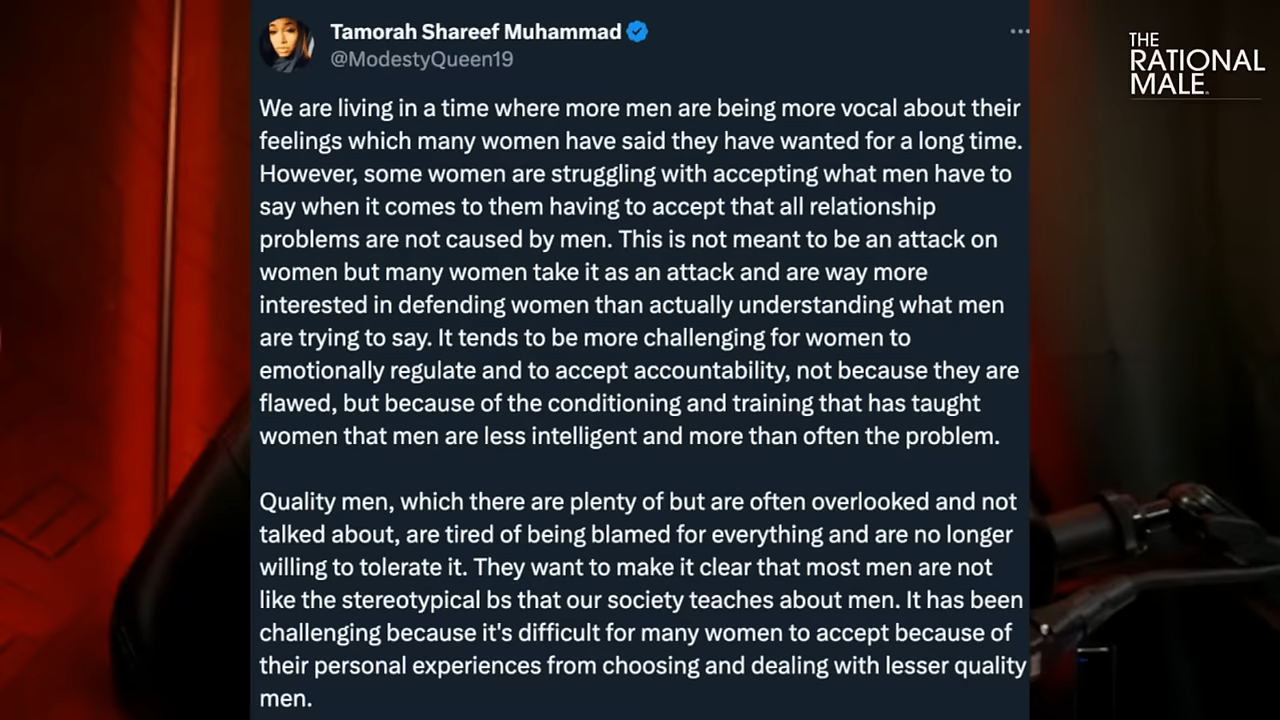 Tamorah Shareef Muhammad
@ModestyQueen19
THE
RATIONAL
MALE
We are living in a time where more men are being more vocal about their
feelings which many women have said they have wanted for a long time.
However, some women are struggling with accepting what men have to
say when it comes to them having to accept that all relationship
problems are not caused by men. This is not meant to be an attack on
women but many women take it as an attack and are way more
interested in defending women than actually understanding what men
are trying to say. It tends to be more challenging for women to
emotionally regulate and to accept accountability, not because they are
flawed, but because of the conditioning and training that has taught
women that men are less intelligent and more than often the problem.
Quality men, which there are plenty of but are often overlooked and not
talked about, are tired of being blamed for everything and are no longer
willing to tolerate it. They want to make it clear that most men are not
like the stereotypical bs that our society teaches about men. It has been
challenging because it's difficult for many women to accept because of
their personal experiences from choosing and dealing with lesser quality
men.